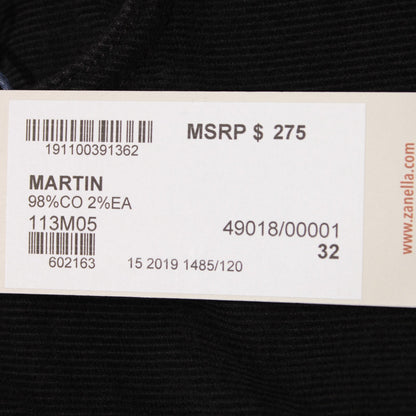 MSRP $ 275
191100391362
MARTIN
98%CO 2%EA
113M05
49018/00001
32
602163
15 2019 1485/120
www.zanella.com